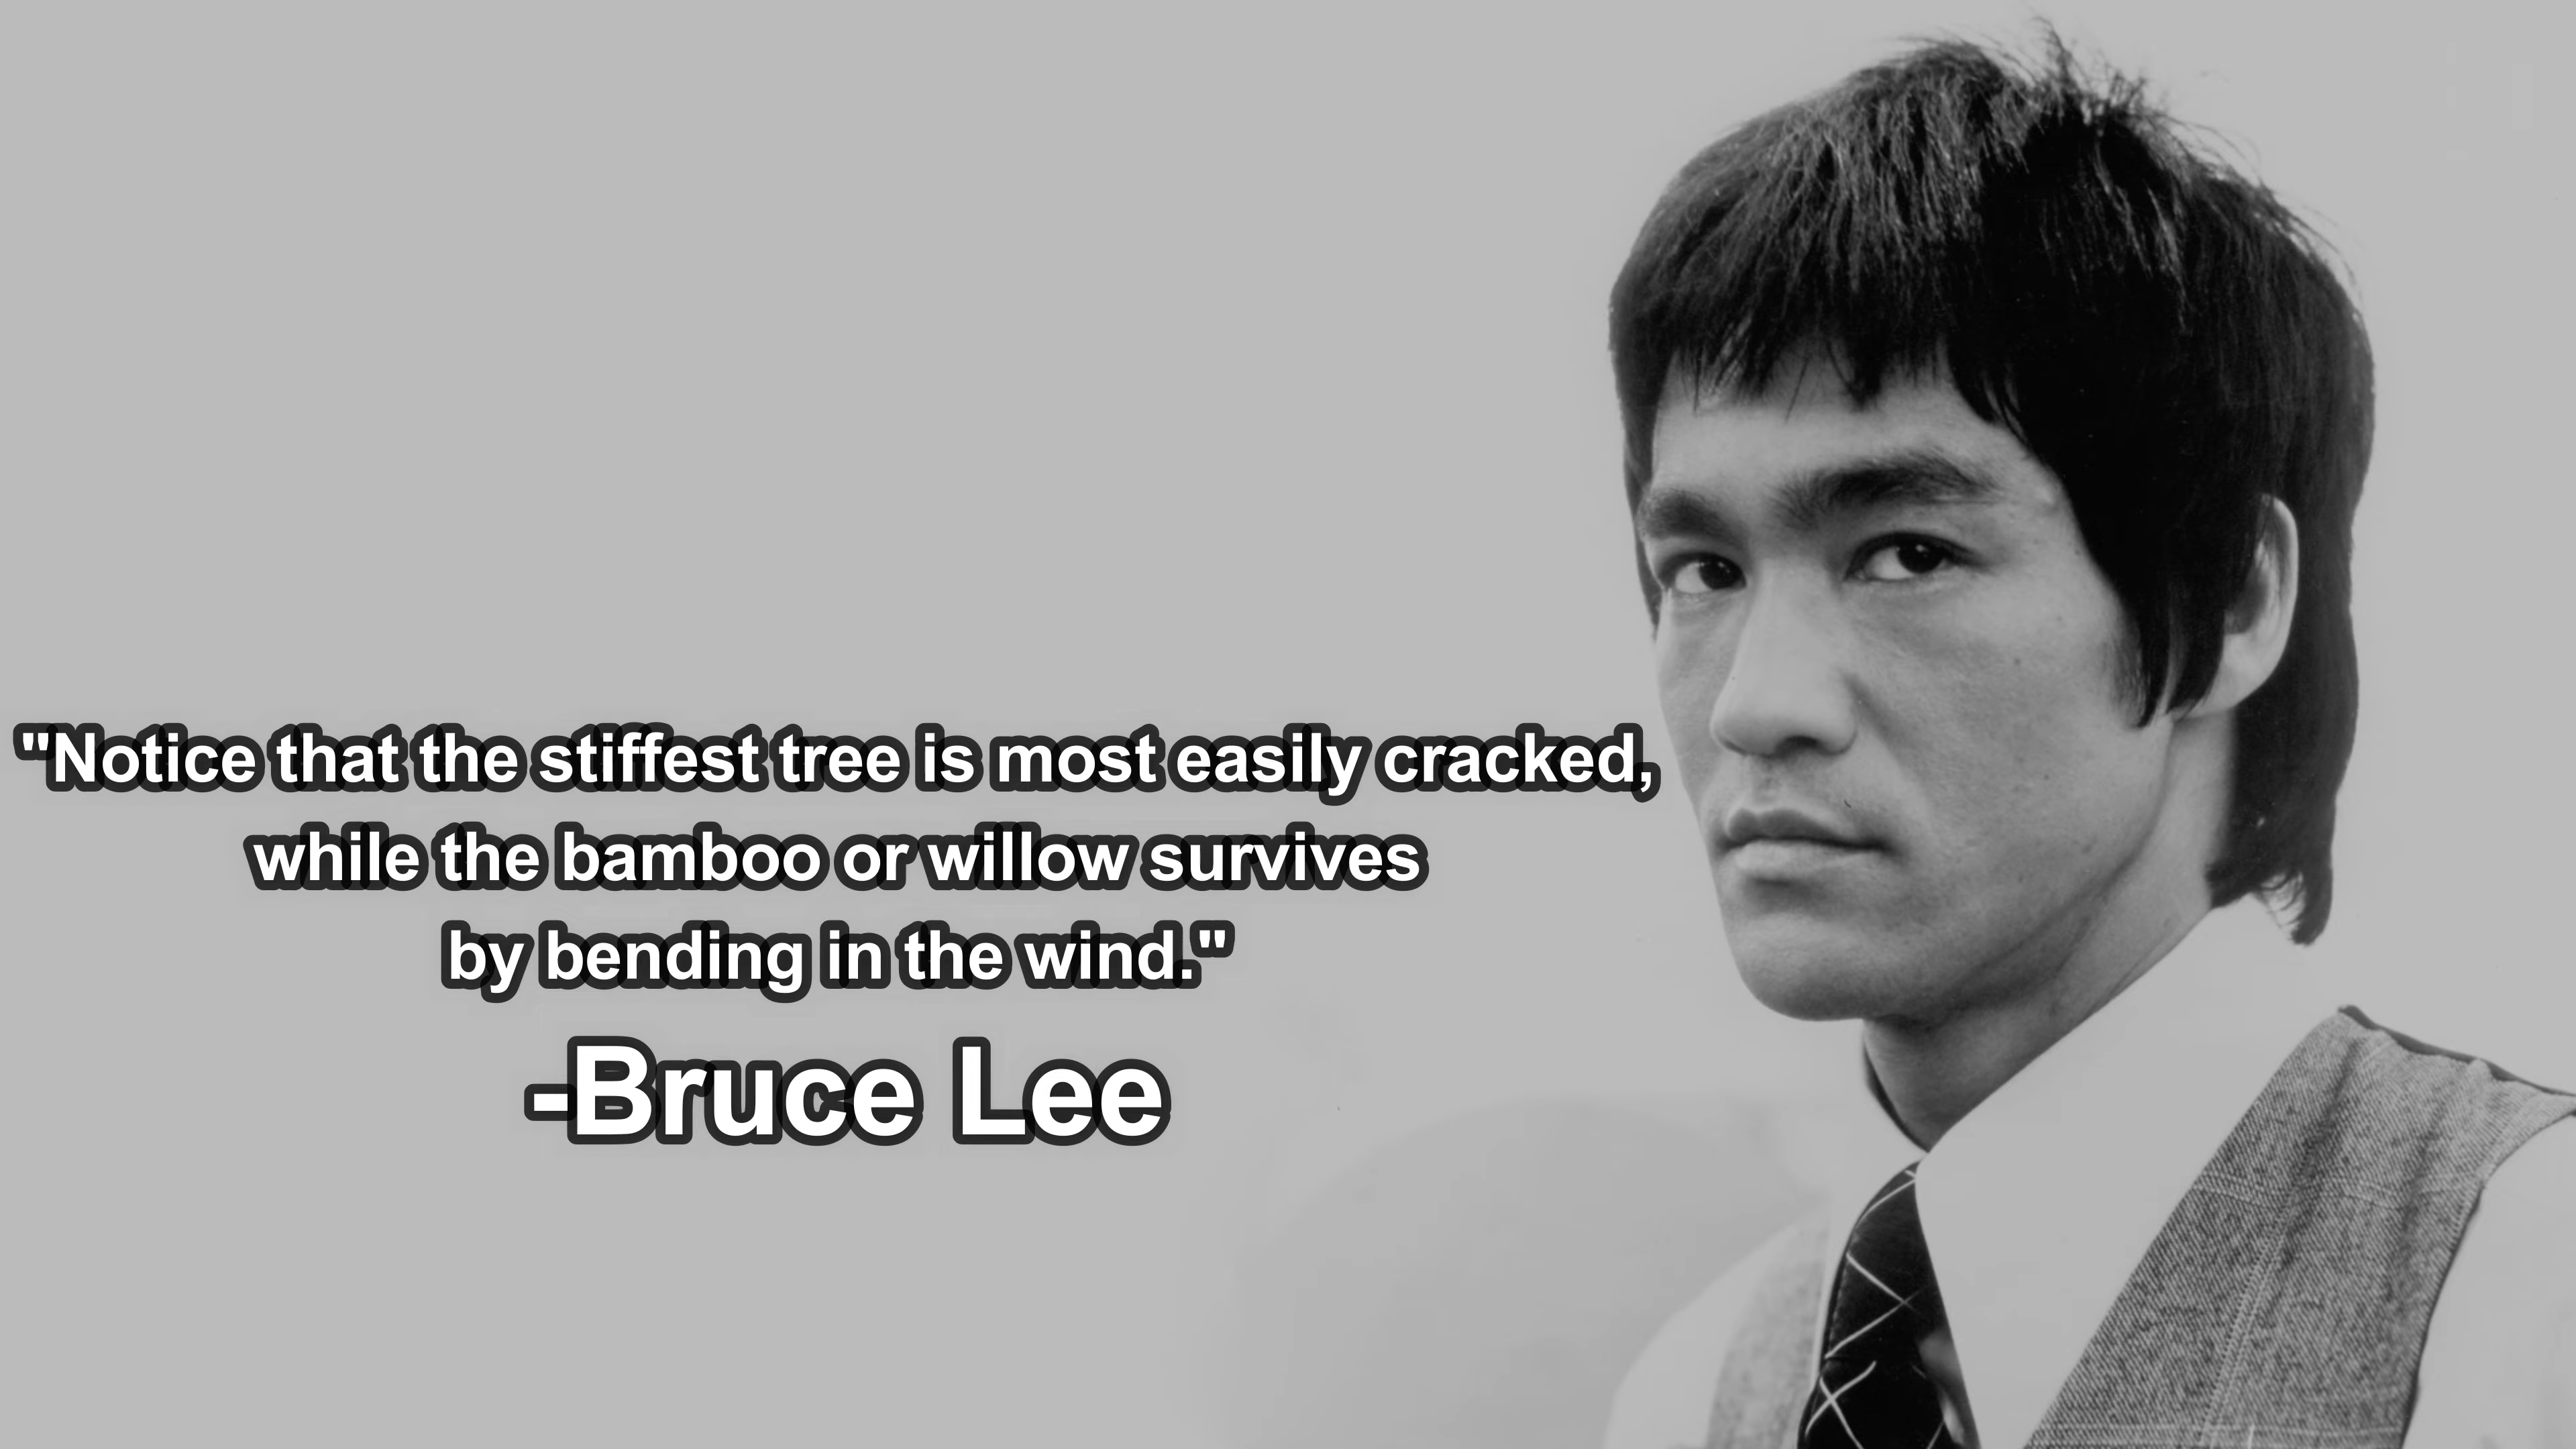 "Notice that the stiffest tree is most easily cracked,
while the bamboo or willow survives
by bending in the wind."
-Bruce Lee